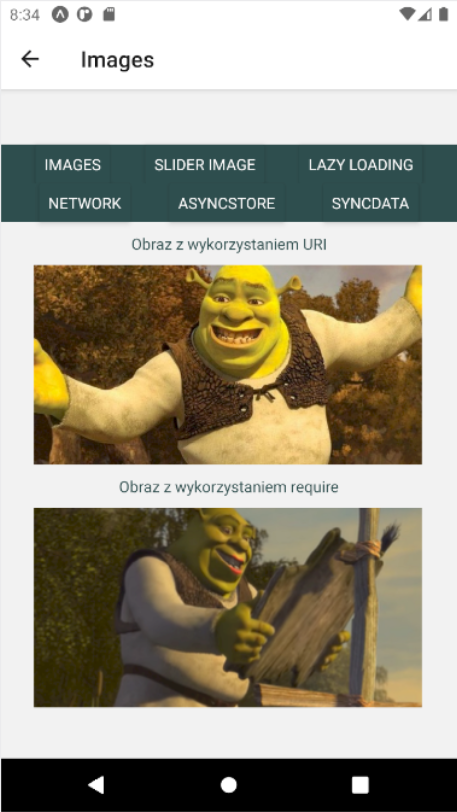 8:34
Images
IMAGES SLIDER IMAGE LAZY LOADING
NETWORK ASYNCSTORE SYNCDATA
Obraz z wykorzystaniem URI
Obraz z wykorzystaniem require